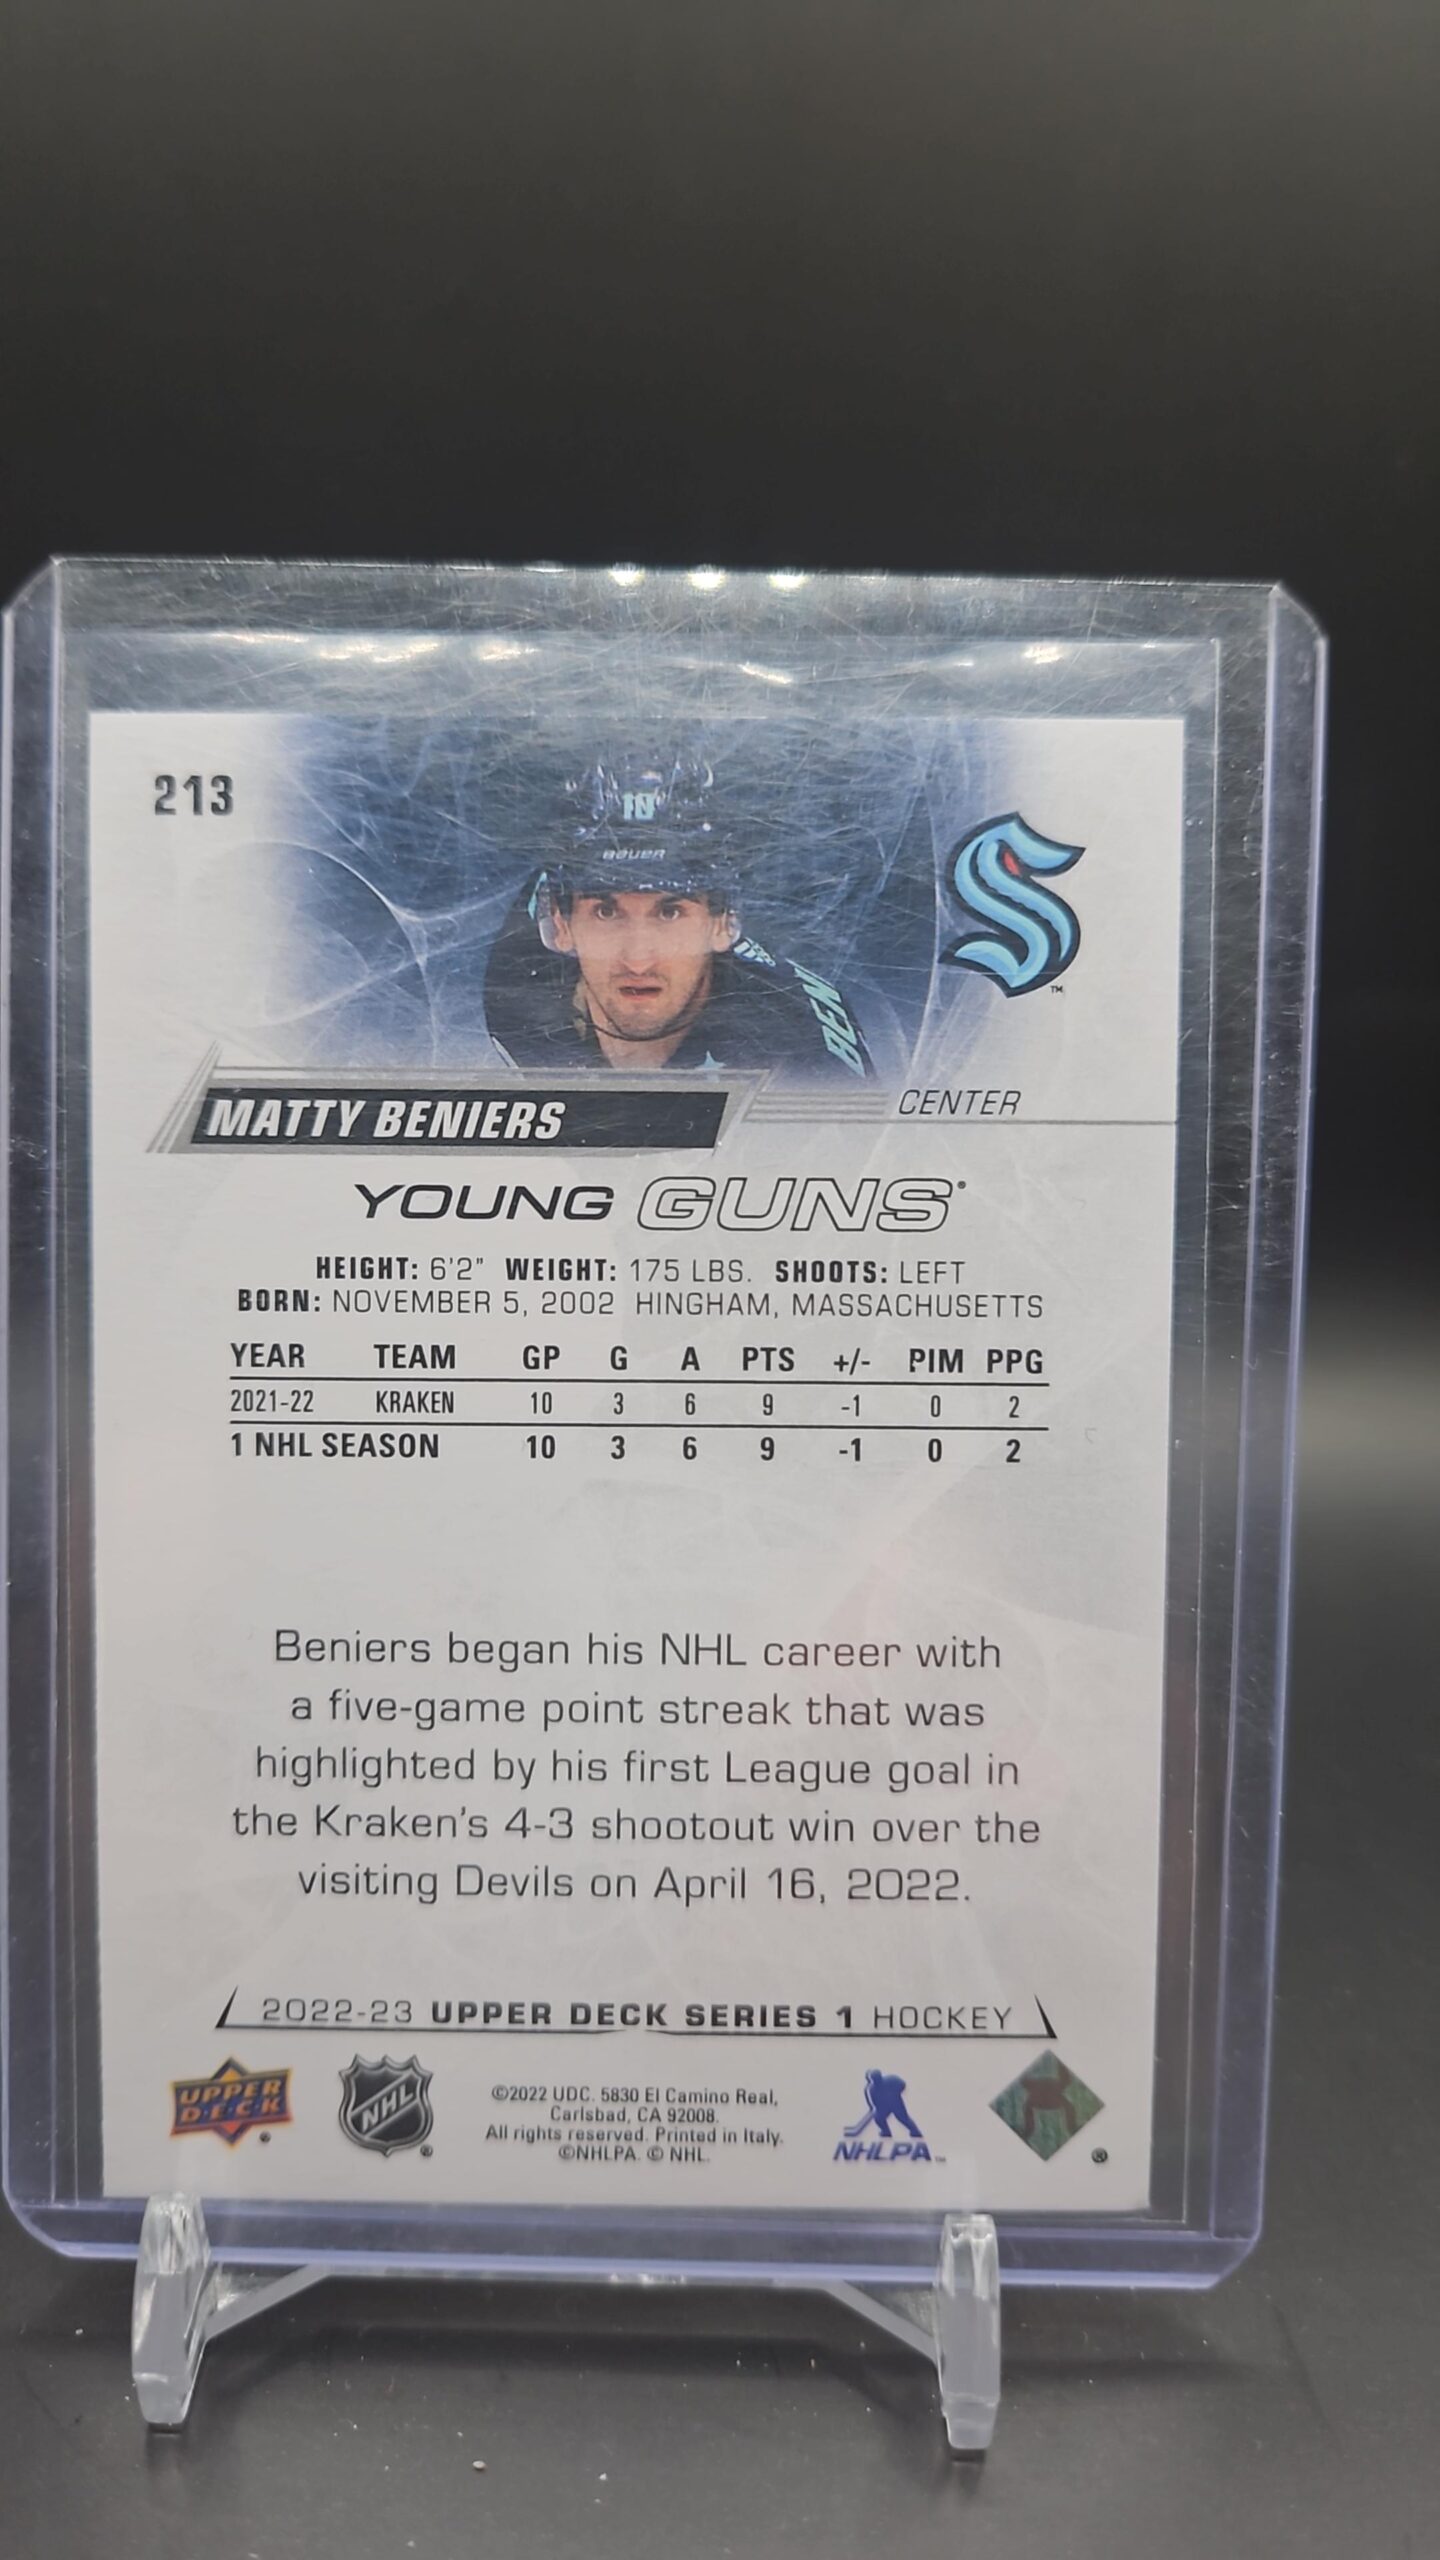 213
10
BAUER
BEN
TM
CENTER
MATTY BENIERS
YOUNG GUNS®
HEIGHT: 6'2" WEIGHT: 175 LBS. SHOOTS: LEFT
BORN: NOVEMBER 5, 2002 HINGHAM, MASSACHUSETTS
YEAR TEAM GP G A PTS +/- PIM PPG
2021-22 KRAKEN 10 3 6 9 -1 0 2
1 NHL SEASON 10 3 6 9 -1 0 2
Beniers began his NHL career with
a five-game point streak that was
highlighted by his first League goal in
the Kraken's 4-3 shootout win over the
visiting Devils on April 16, 2022.
2022-23 UPPER DECK SERIES 1 HOCKEY
UPPER
DECK
®
NHL
®
©2022 UDC. 5830 El Camino Real,
Carlsbad, CA 92008.
All rights reserved. Printed in Italy.
©NHLPA. © NHL.
NHLPA™
®